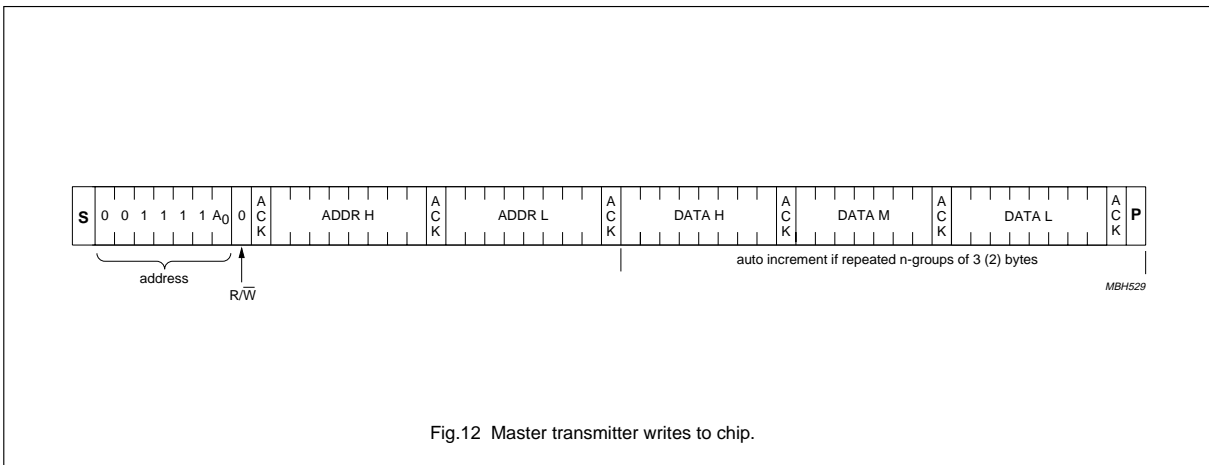 S 0 0 1 1 1 1 A0 0 ACK ADDR H ACK ADDR L ACK DATA H ACK DATA M ACK DATA L ACK P
address
R/W̅
auto increment if repeated n-groups of 3 (2) bytes
MBH529
Fig.12 Master transmitter writes to chip.